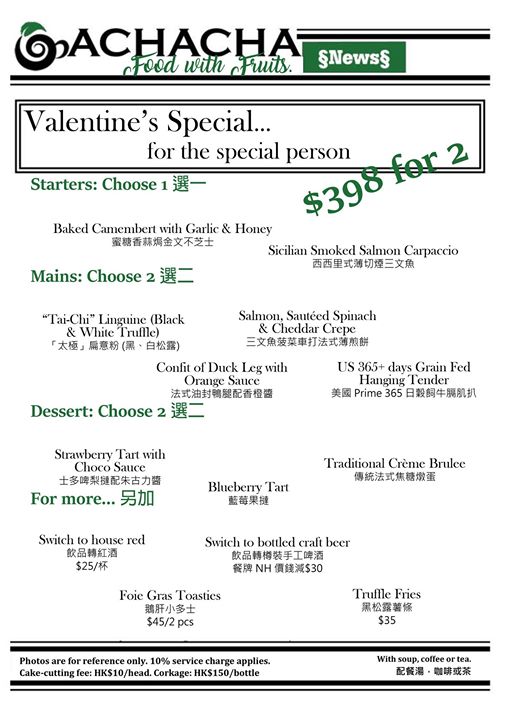 ACHACHA
Food with Fruits.
§News§
Valentine's Special...
for the special person
$398 for 2
Starters: Choose 1 選一
Baked Camembert with Garlic & Honey
蜜糖香蒜焗金文不芝士
Sicilian Smoked Salmon Carpaccio
西西里式薄切煙三文魚
Mains: Choose 2 選二
“Tai-Chi” Linguine (Black
& White Truffle)
「太極」扁意粉 (黑、白松露)
Salmon, Sautéed Spinach
& Cheddar Crepe
三文魚菠菜車打法式薄煎餅
Confit of Duck Leg with
Orange Sauce
法式油封鴨腿配香橙醬
US 365+ days Grain Fed
Hanging Tender
美國 Prime 365 日穀飼牛膈肌扒
Dessert: Choose 2 選二
Strawberry Tart with
Choco Sauce
士多啤梨撻配朱古力醬
Blueberry Tart
藍莓果撻
Traditional Crème Brulee
傳統法式焦糖燉蛋
For more... 另加
Switch to house red
飲品轉紅酒
$25/杯
Switch to bottled craft beer
飲品轉樽裝手工啤酒
餐牌 NH 價錢減$30
Foie Gras Toasties
鵝肝小多士
$45/2 pcs
Truffle Fries
黑松露薯條
$35
Photos are for reference only. 10% service charge applies.
Cake-cutting fee: HK$10/head. Corkage: HK$150/bottle
With soup, coffee or tea.
配餐湯，咖啡或茶